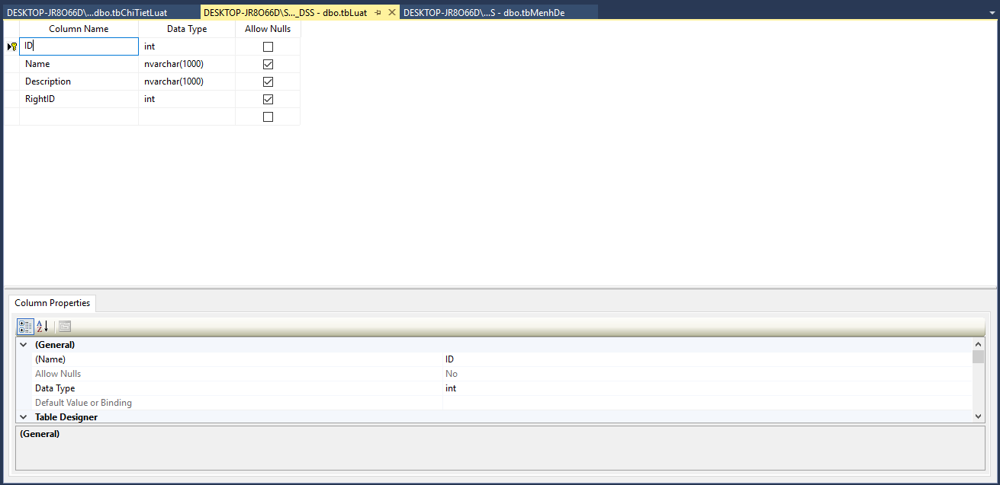 DESKTOP-JR8O66D\...dbo.tbChiTietLuat DESKTOP-JR8O66D\S..._DSS - dbo.tbLuat DESKTOP-JR8O66D\...S - dbo.tbMenhDe
Column Name Data Type Allow Nulls
ID int
Name nvarchar(1000)
Description nvarchar(1000)
RightID int
Column Properties
(General)
(Name) ID
Allow Nulls No
Data Type int
Default Value or Binding
Table Designer
(General)